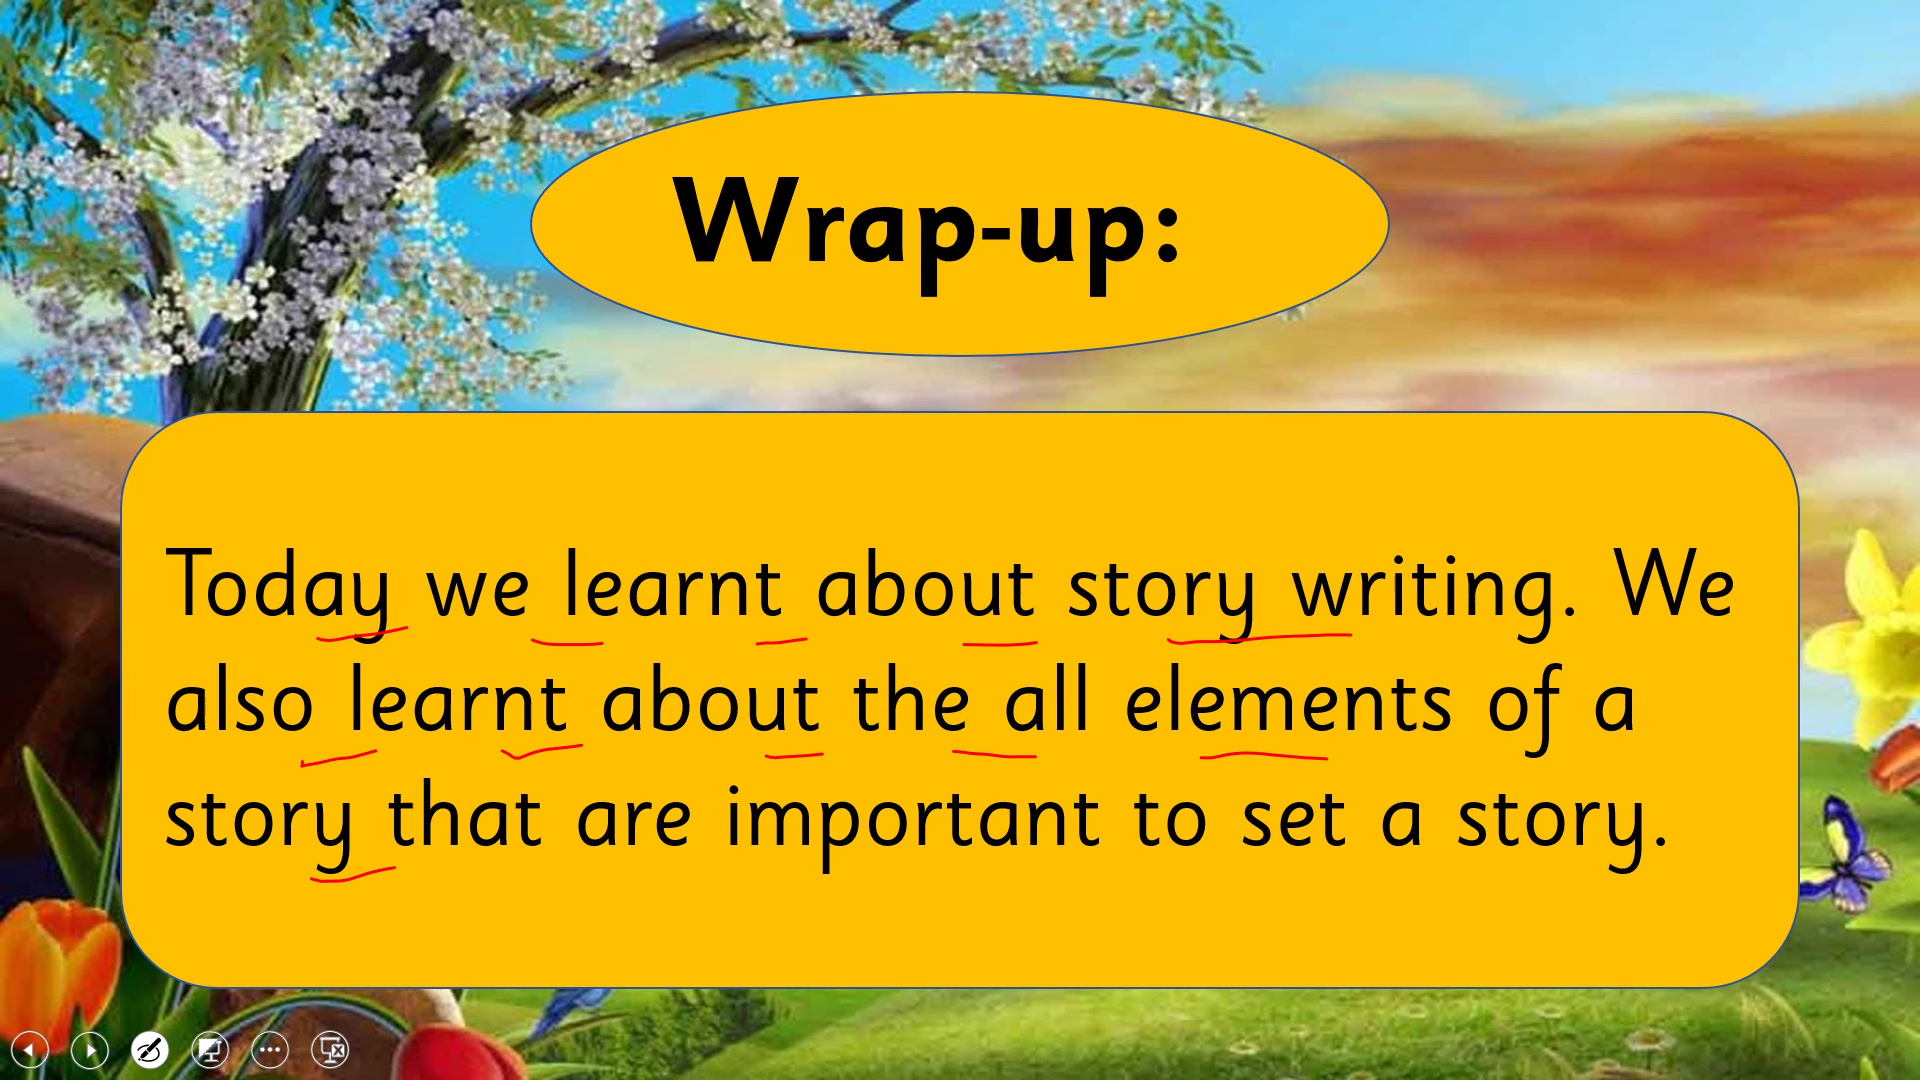 Wrap-up:
Today we learnt about story writing. We
also learnt about the all elements of a
story that are important to set a story.